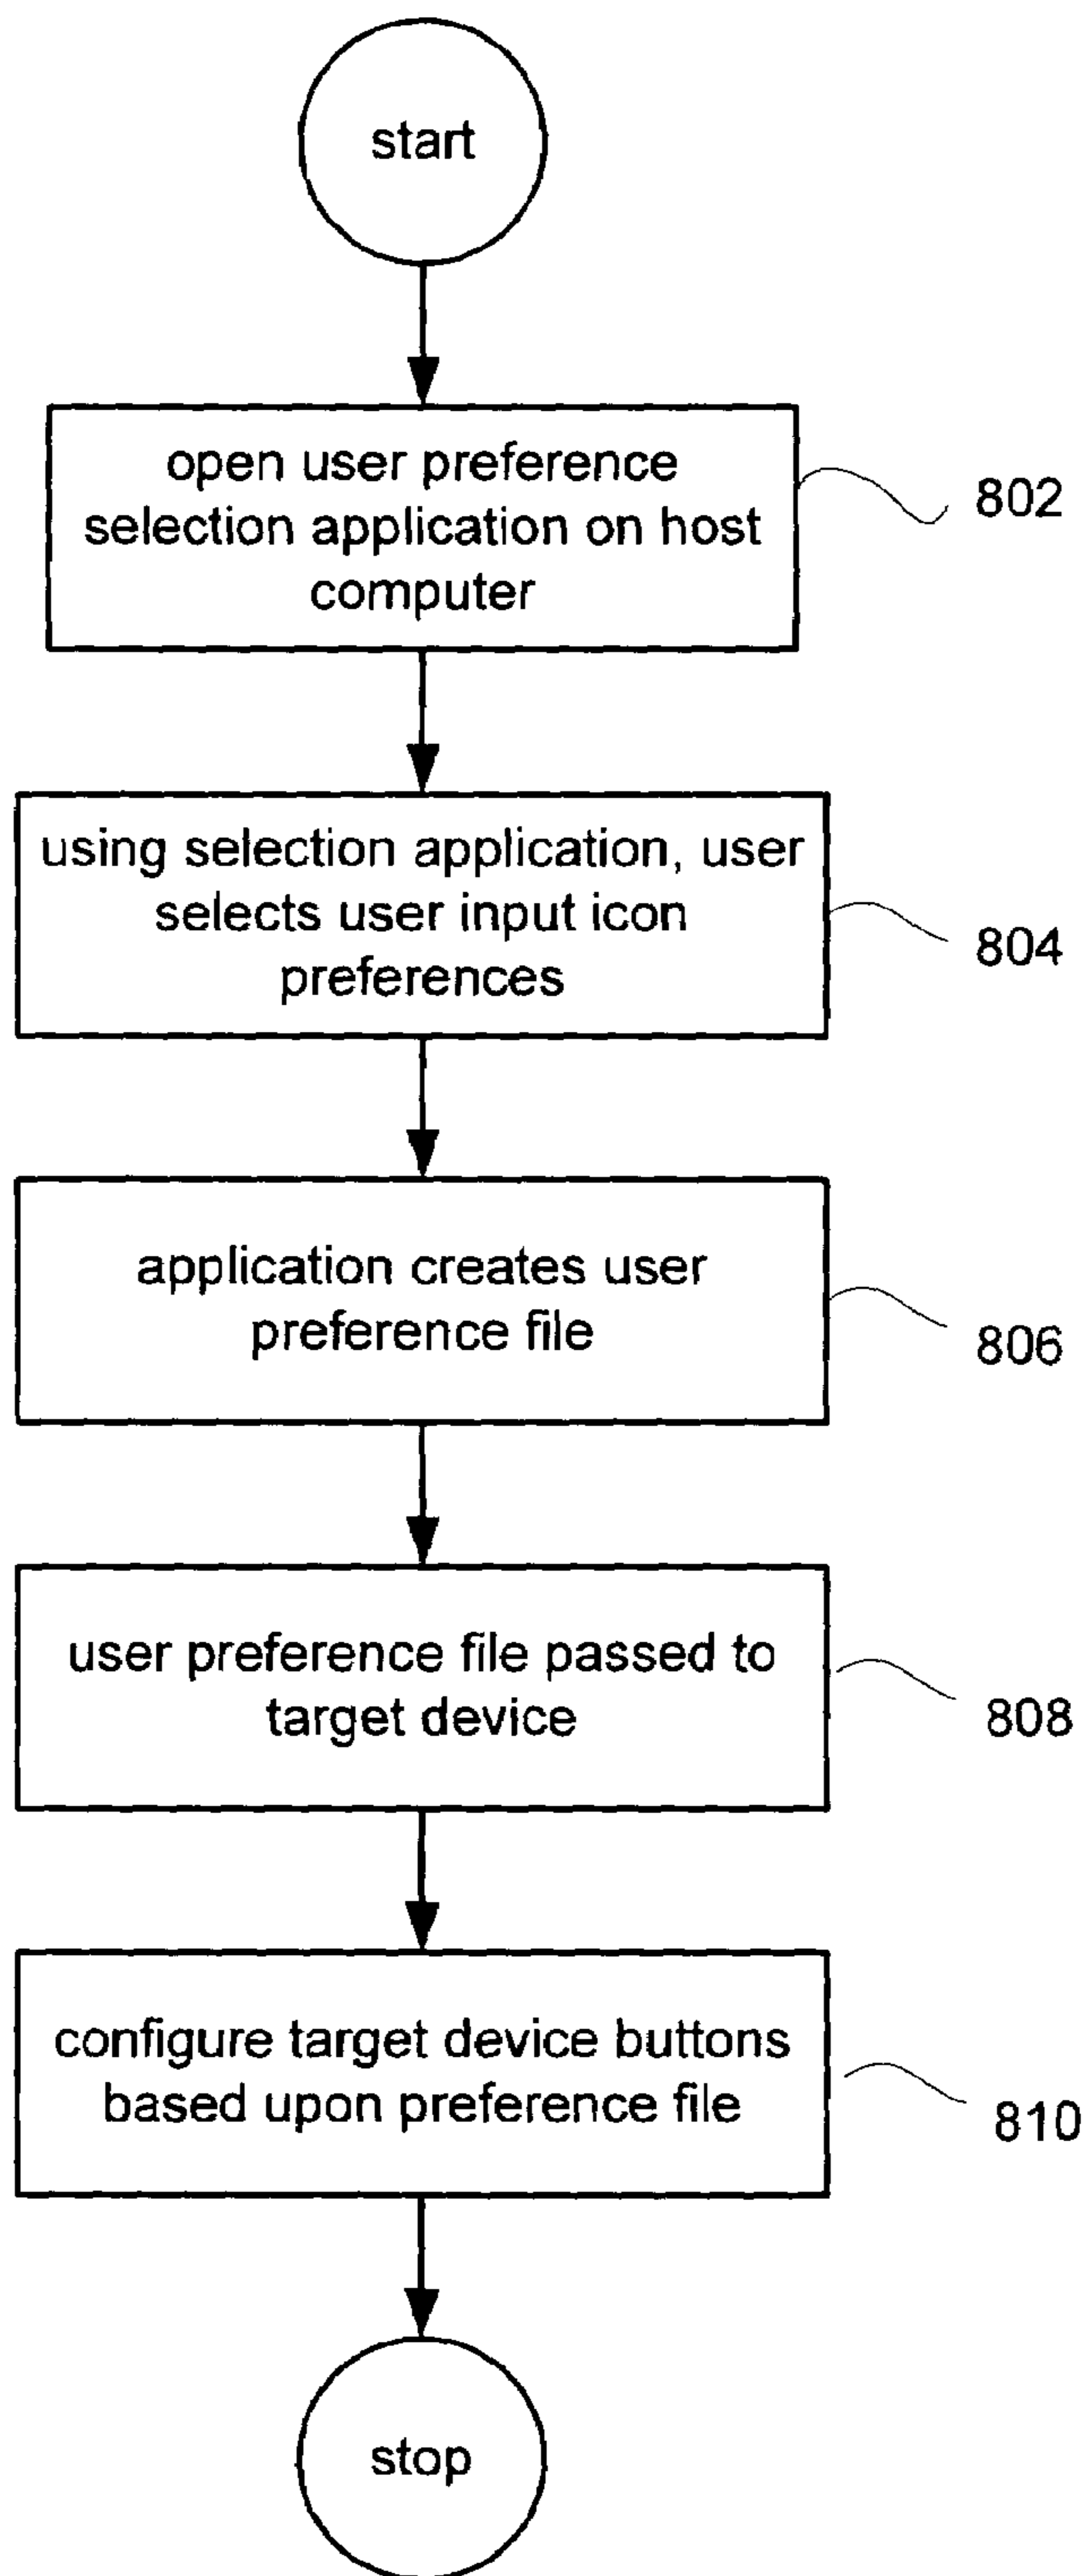 start
open user preference
selection application on host
computer
802
using selection application, user
selects user input icon
preferences
804
application creates user
preference file
806
user preference file passed to
target device
808
configure target device buttons
based upon preference file
810
stop